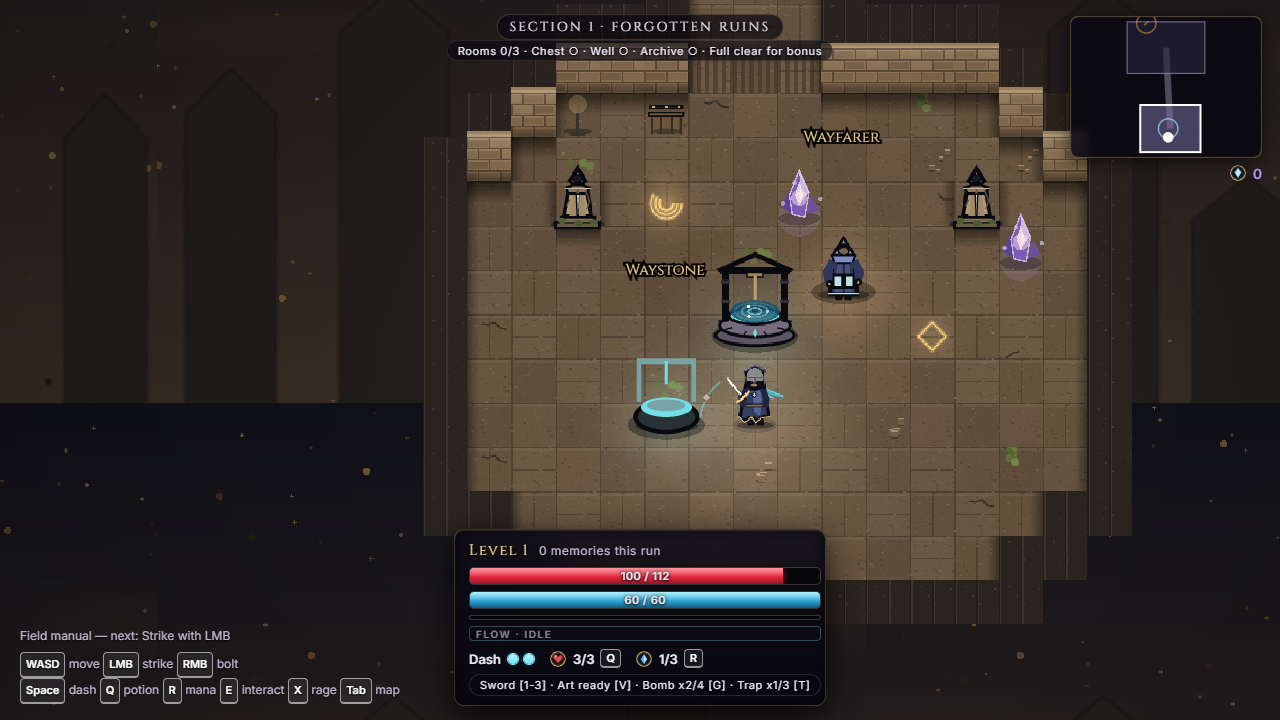 SECTION 1 · FORGOTTEN RUINS
Rooms 0/3 · Chest ○ · Well ○ · Archive ○ · Full clear for bonus
0
WAYFARER
WAYSTONE
LEVEL 1 0 memories this run
100 / 112
60 / 60
FLOW · IDLE
Dash 3/3 Q 1/3 R
Sword [1-3] · Art ready [V] · Bomb x2/4 [G] · Trap x1/3 [T]
Field manual — next: Strike with LMB
WASD move LMB strike RMB bolt
Space dash Q potion R mana E interact X rage Tab map